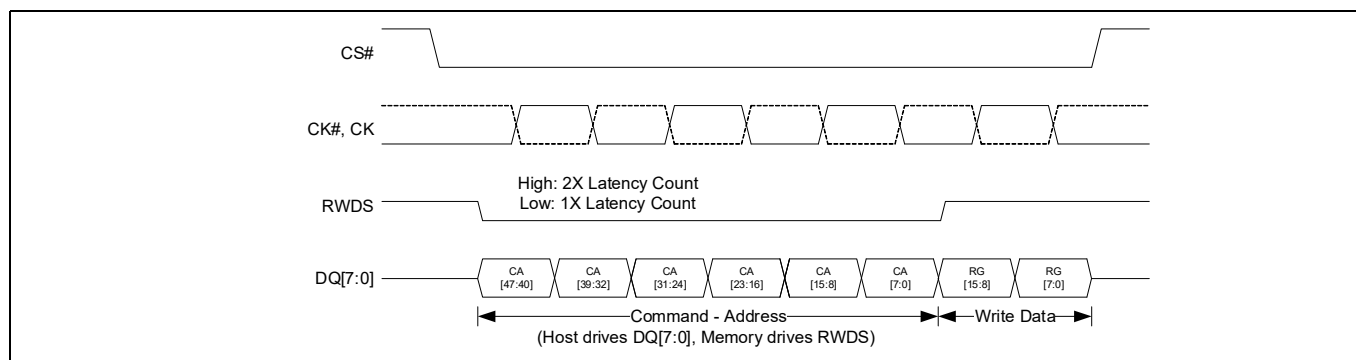 CS#
CK#, CK
High: 2X Latency Count
Low: 1X Latency Count
RWDS
DQ[7:0]
CA [47:40] CA [39:32] CA [31:24] CA [23:16] CA [15:8] CA [7:0] RG [15:8] RG [7:0]
Command - Address Write Data
(Host drives DQ[7:0], Memory drives RWDS)